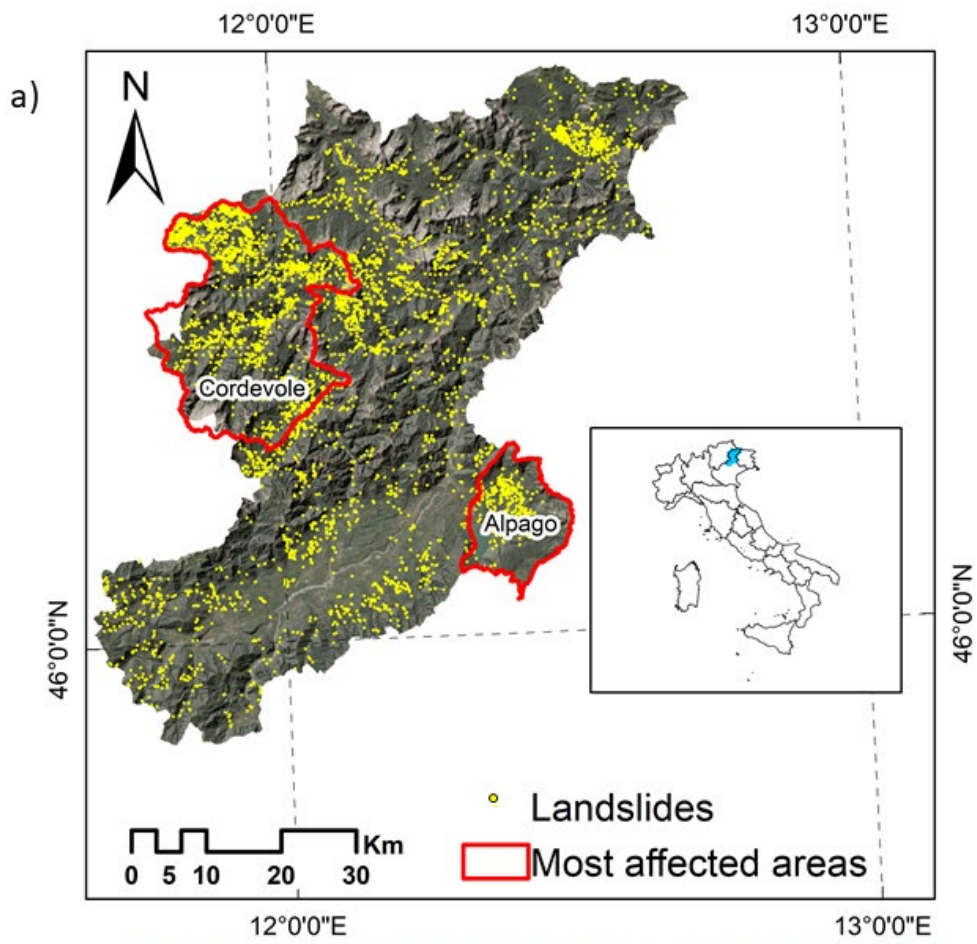 12°0'0"E
13°0'0"E
a)
N
Cordevole
Alpago
46°0'0"N
46°0'0"N
Landslides
Most affected areas
Km
0 5 10 20 30
12°0'0"E
13°0'0"E